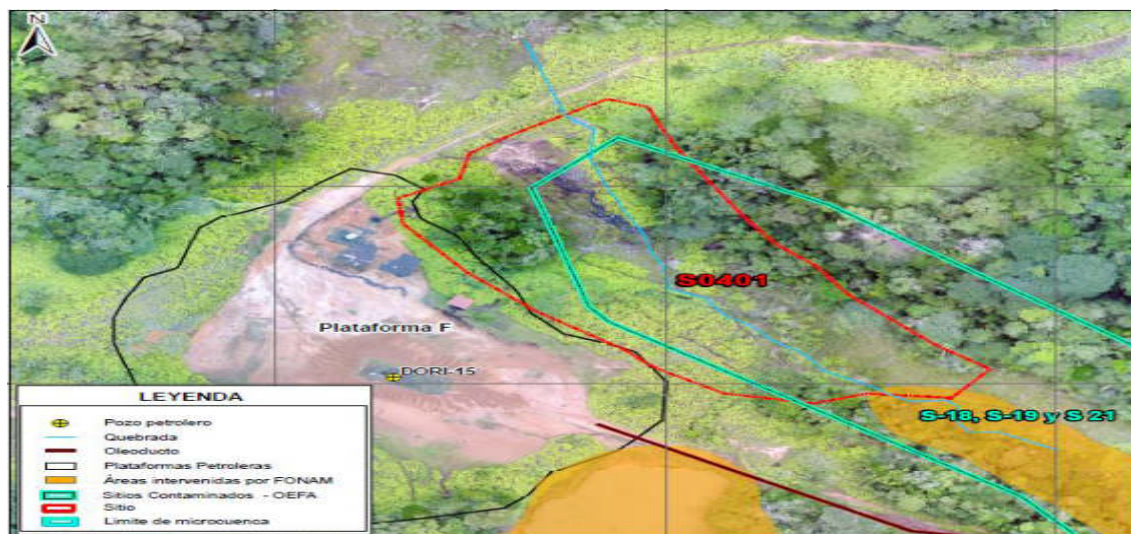 N
S0401
Plataforma F
DORI-15
S-18, S-19 y S 21
LEYENDA
Pozo petrolero
Quebrada
Oleoducto
Plataformas Petroleras
Áreas intervenidas por FONAM
Sitios Contaminados - OEFA
Sitio
Limite de microcuenca